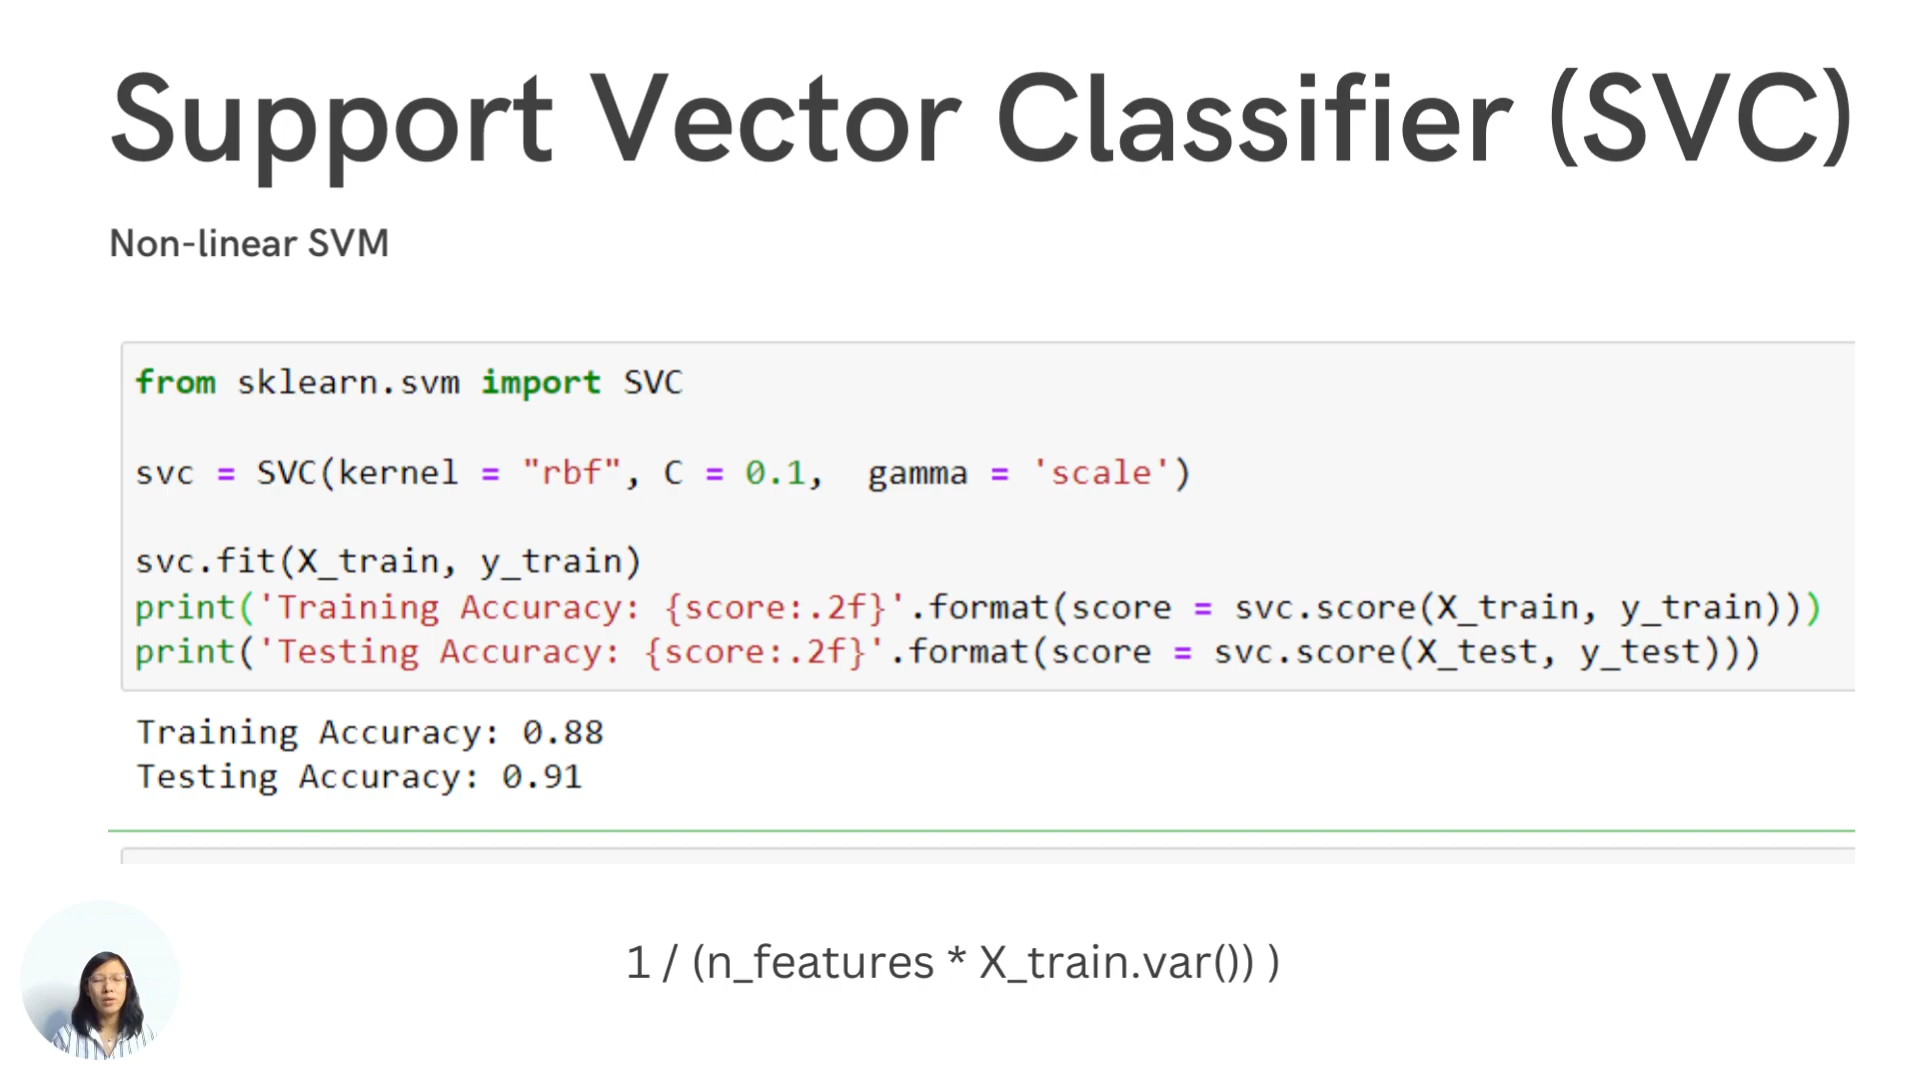 Support Vector Classifier (SVC)
Non-linear SVM
from sklearn.svm import SVC
svc = SVC(kernel = "rbf", C = 0.1,  gamma = 'scale')
svc.fit(X_train, y_train)
print('Training Accuracy: {score:.2f}'.format(score = svc.score(X_train, y_train)))
print('Testing Accuracy: {score:.2f}'.format(score = svc.score(X_test, y_test)))
Training Accuracy: 0.88
Testing Accuracy: 0.91
1 / (n_features * X_train.var()) )